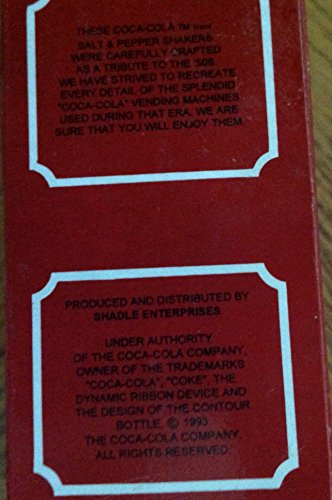 THESE COCA-COLA ™ brand
SALT & PEPPER SHAKERS
WERE CAREFULLY CRAFTED
AS A TRIBUTE TO THE '50S.
WE HAVE STRIVED TO RECREATE
EVERY DETAIL OF THE SPLENDID
"COCA-COLA" VENDING MACHINES
USED DURING THAT ERA. WE ARE
SURE THAT YOU WILL ENJOY THEM.
PRODUCED AND DISTRIBUTED BY
SHADLE ENTERPRISES
UNDER AUTHORITY
OF THE COCA-COLA COMPANY,
OWNER OF THE TRADEMARKS
"COCA-COLA", "COKE", THE
DYNAMIC RIBBON DEVICE AND
THE DESIGN OF THE CONTOUR
BOTTLE, © 1993
THE COCA-COLA COMPANY.
ALL RIGHTS RESERVED.